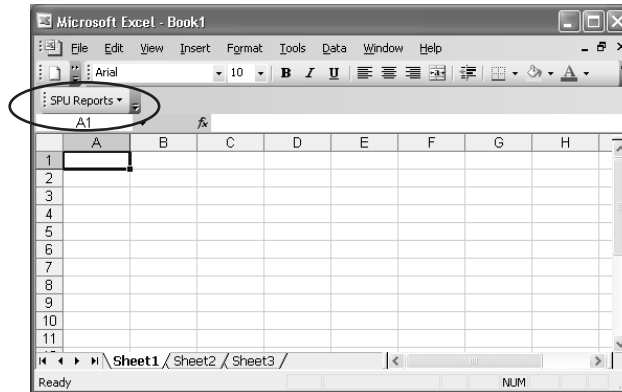 Microsoft Excel - Book1
File Edit View Insert Format Tools Data Window Help
Arial 10 B I U A
SPU Reports
A1 fx
A B C D E F G H
1
2
3
4
5
6
7
8
9
10
11
Sheet1 Sheet2 Sheet3
Ready NUM